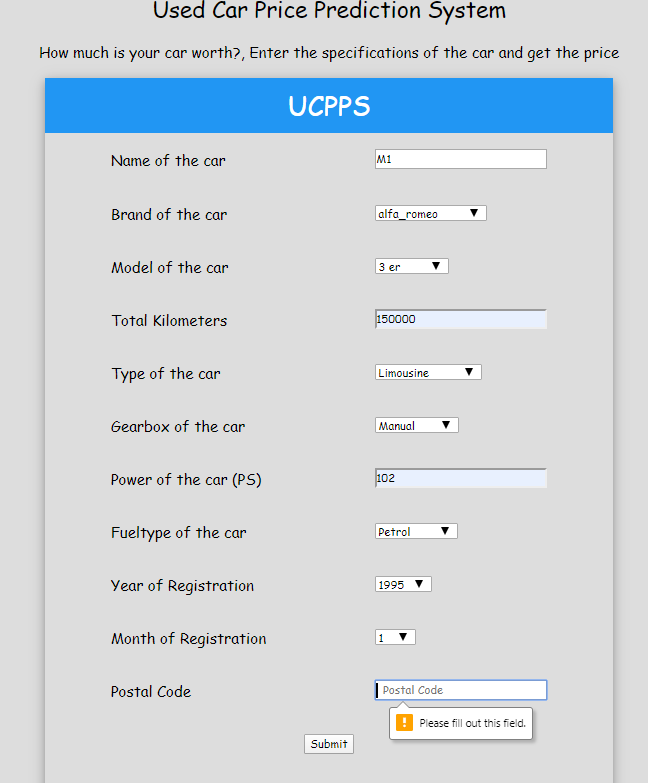 Used Car Price Prediction System
How much is your car worth?, Enter the specifications of the car and get the price
UCPPS
Name of the car M1
Brand of the car alfa_romeo
Model of the car 3 er
Total Kilometers 150000
Type of the car Limousine
Gearbox of the car Manual
Power of the car (PS) 102
Fueltype of the car Petrol
Year of Registration 1995
Month of Registration 1
Postal Code Postal Code
! Please fill out this field.
Submit